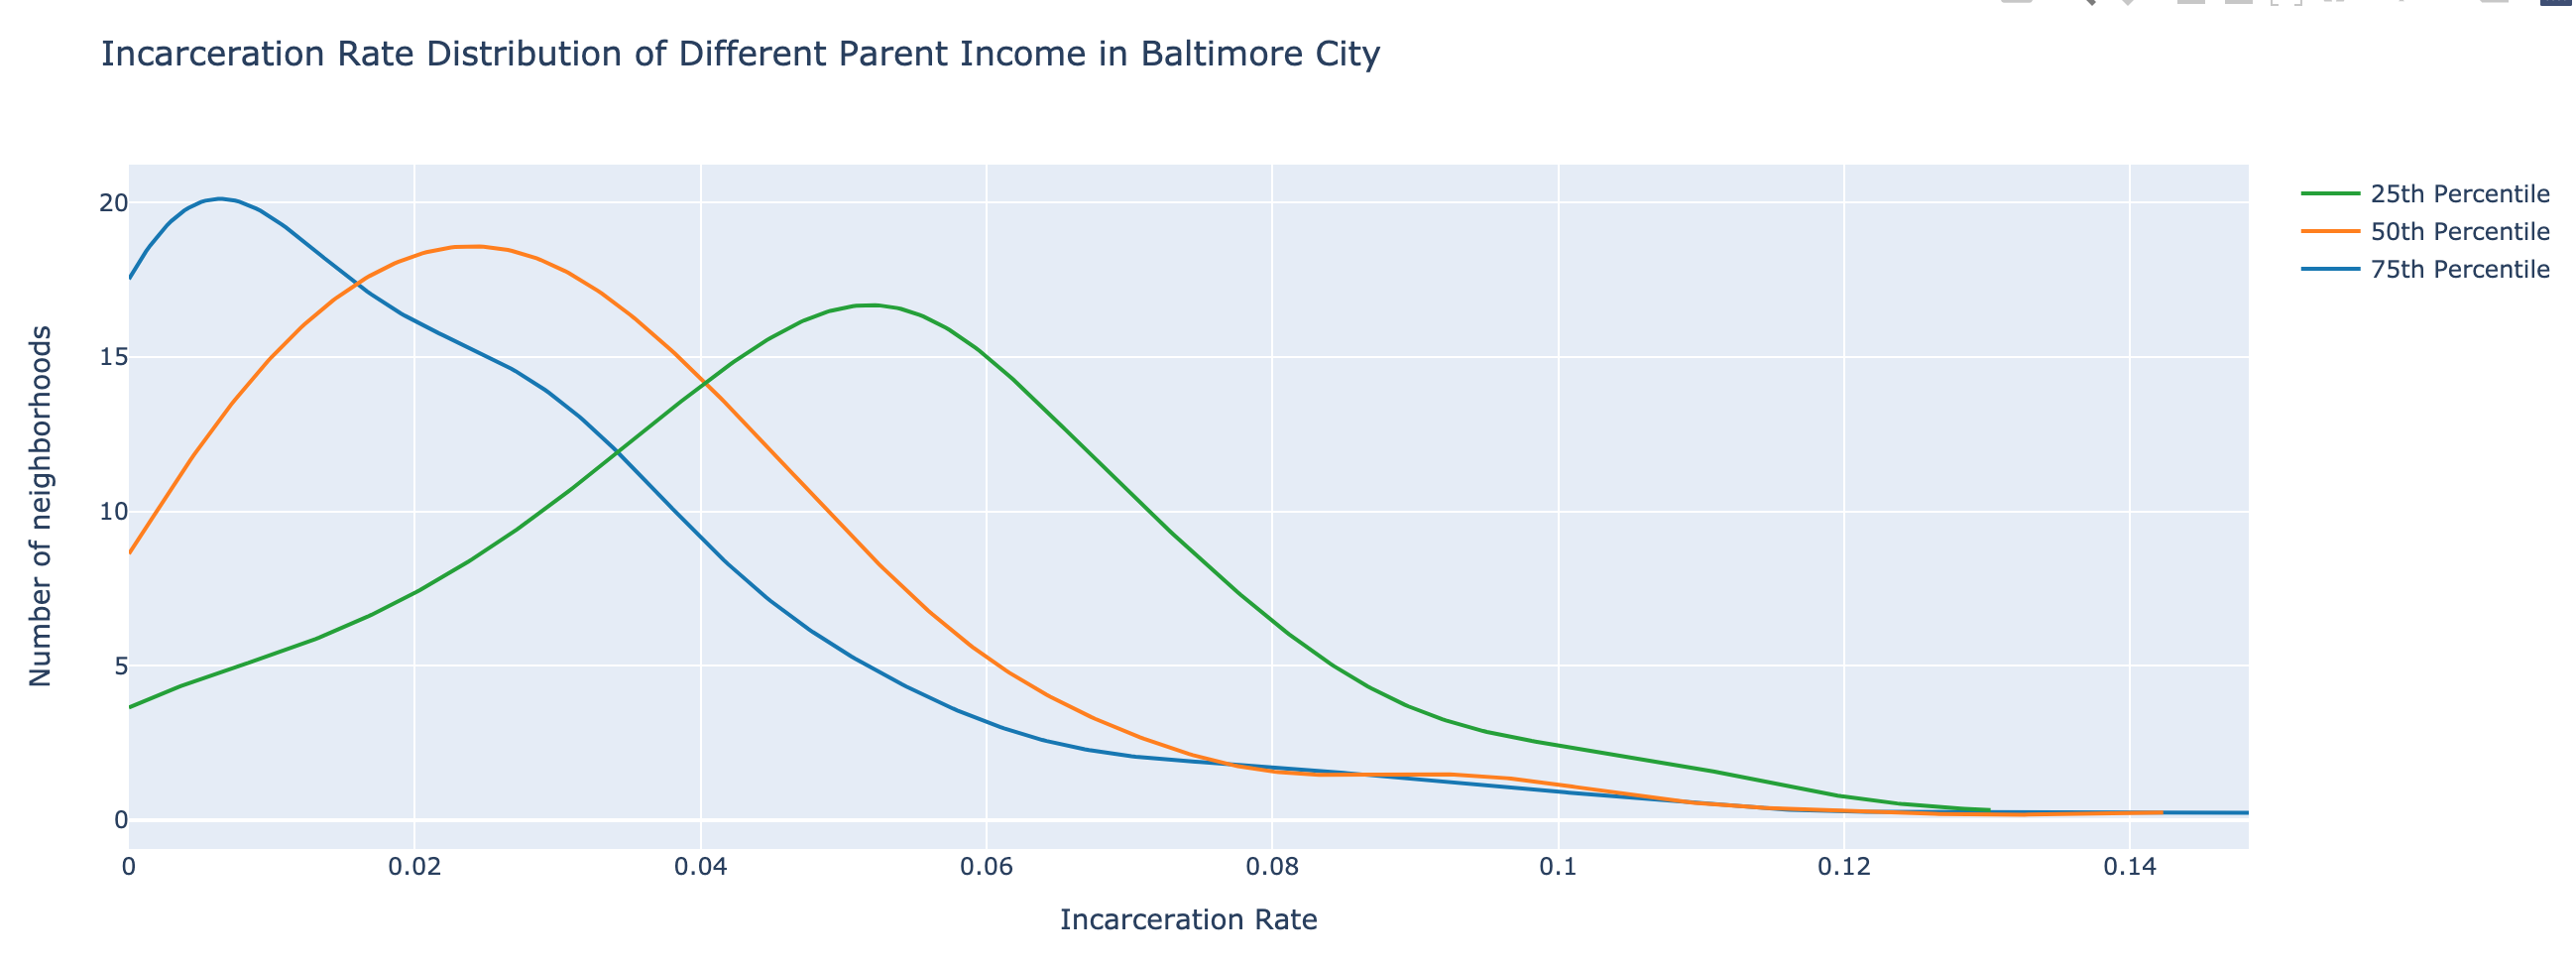 Incarceration Rate Distribution of Different Parent Income in Baltimore City
25th Percentile
50th Percentile
75th Percentile
Number of neighborhoods
20
15
10
5
0
0 0.02 0.04 0.06 0.08 0.1 0.12 0.14
Incarceration Rate